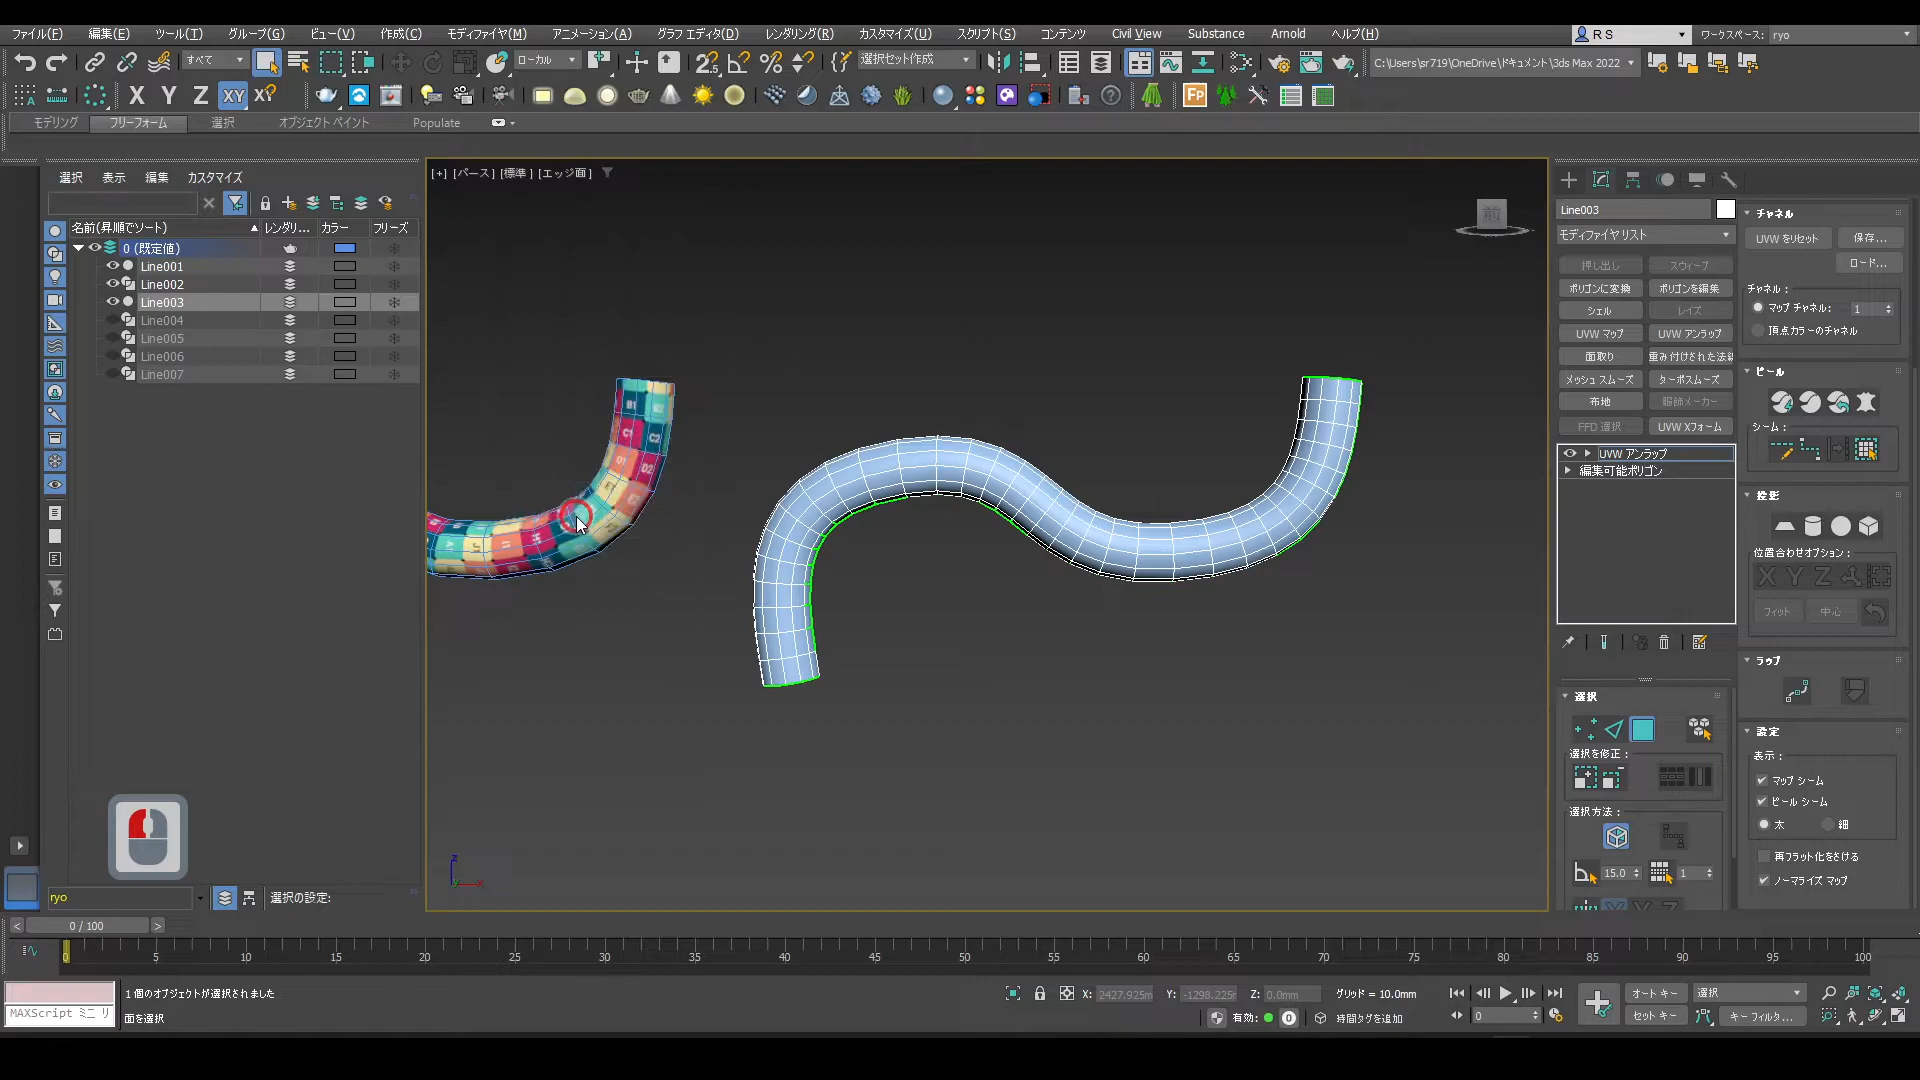 ファイル(F) 編集(E) ツール(T) グループ(G) ビュー(V) 作成(C) モディファイヤ(M) アニメーション(A) グラフ エディタ(D) レンダリング(R) カスタマイズ(U) スクリプト(S) コンテンツ Civil View Substance Arnold ヘルプ(H) R S ワークスペース: ryo
すべて ローカル 選択セット作成 C:\Users\sr719\OneDrive\ドキュメント\3ds Max 2022
X Y Z XY
モデリング フリーフォーム 選択 オブジェクト ペイント Populate
選択 表示 編集 カスタマイズ
名前(昇順でソート) レンダリ... カラー フリーズ
0 (既定値)
Line001
Line002
Line003
Line004
Line005
Line006
Line007
[+] [パース] [標準] [エッジ面]
前
B1
C1 C2
D1 D2
Line003
モディファイヤ リスト
押し出し スウィープ
ポリゴンに変換 ポリゴンを編集
シェル レイズ
UVW マップ UVW アンラップ
面取り 重み付けされた法線
メッシュ スムーズ ターボスムーズ
布地 服飾メーカー
FFD 選択 UVW Xフォーム
UVW アンラップ
編集可能ポリゴン
選択
選択を修正:
選択方法:
15.0 1
チャネル
UVW をリセット 保存...
ロード...
チャネル:
マップ チャネル: 1
頂点カラーのチャネル
ピール
シーム:
投影
位置合わせオプション:
X Y Z
フィット 中心
ラップ
設定
表示:
マップ シーム
ピール シーム
太 細
再フラット化をさける
ノーマライズ マップ
ryo 選択の設定:
0 / 100
0 5 10 15 20 25 30 35 40 45 50 55 60 65 70 75 80 85 90 95 100
MAXScript ミニ リ
1 個のオブジェクトが選択されました
面を選択
X: 2427.925m Y: -1298.225m Z: 0.0mm グリッド = 10.0mm
有効: 0 時間タグを追加
0
オート キー 選択
セット キー キー フィルタ...